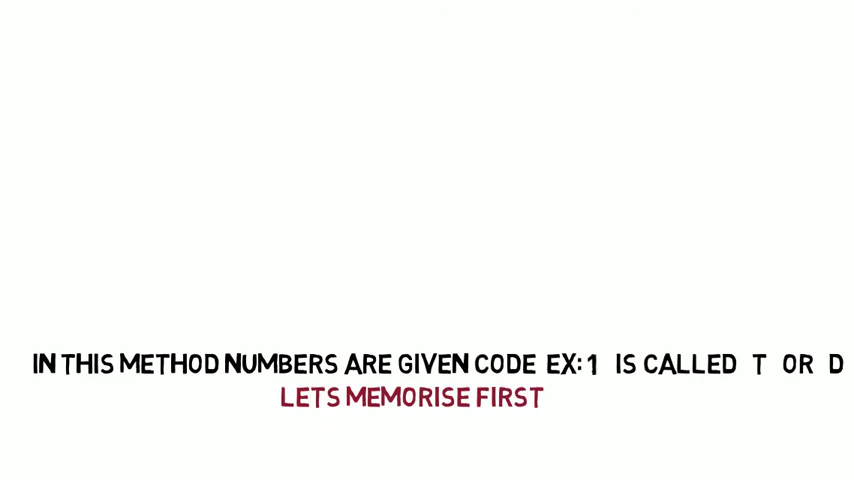 IN THIS METHOD NUMBERS ARE GIVEN CODE EX: 1 IS CALLED T OR D
LETS MEMORISE FIRST